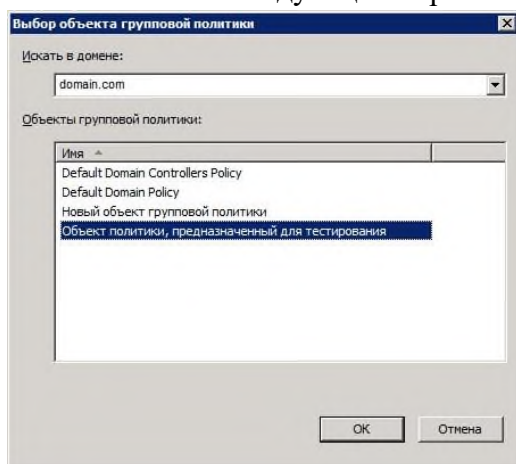 Выбор объекта групповой политики
Искать в домене:
domain.com
Объекты групповой политики:
Имя
Default Domain Controllers Policy
Default Domain Policy
Новый объект групповой политики
Объект политики, предназначенный для тестирования
ОК
Отмена